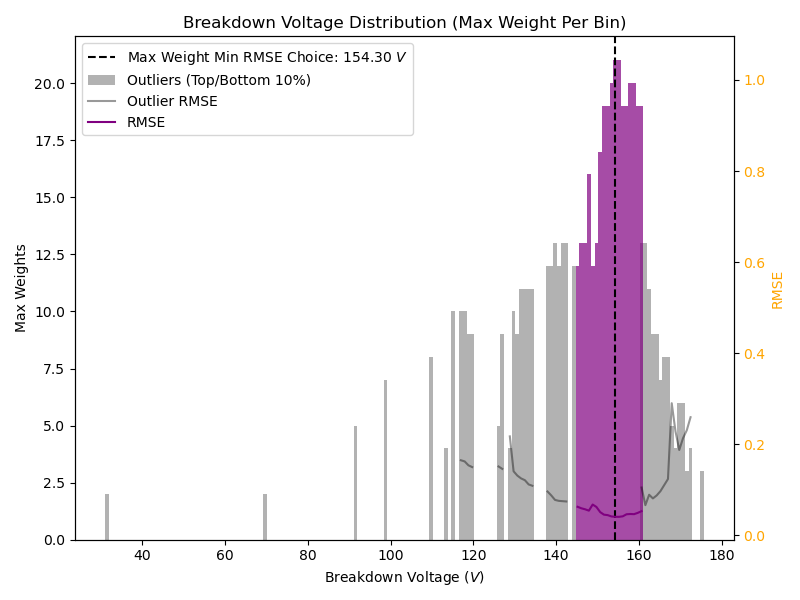 Breakdown Voltage Distribution (Max Weight Per Bin)
Max Weight Min RMSE Choice: 154.30 V
Outliers (Top/Bottom 10%)
Outlier RMSE
RMSE
Max Weights
20.0
17.5
15.0
12.5
10.0
7.5
5.0
2.5
0.0
40 60 80 100 120 140 160 180
Breakdown Voltage (V)
1.0
0.8
0.6
0.4
0.2
0.0
RMSE